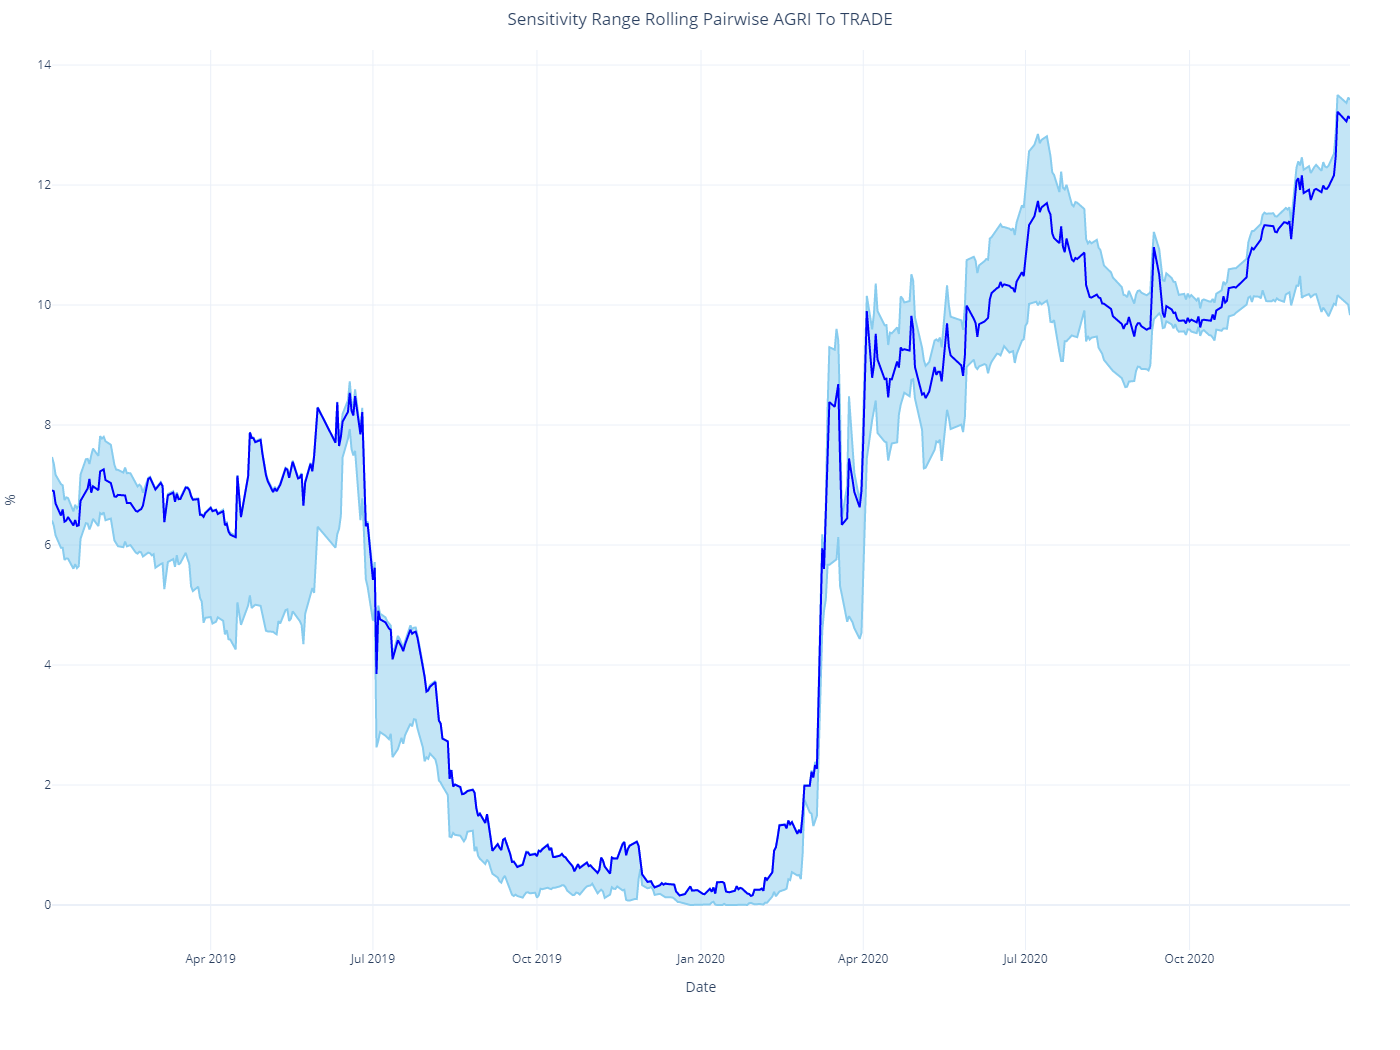 Sensitivity Range Rolling Pairwise AGRI To TRADE
14
12
10
8
6
4
2
0
%
Apr 2019
Jul 2019
Oct 2019
Jan 2020
Apr 2020
Jul 2020
Oct 2020
Date